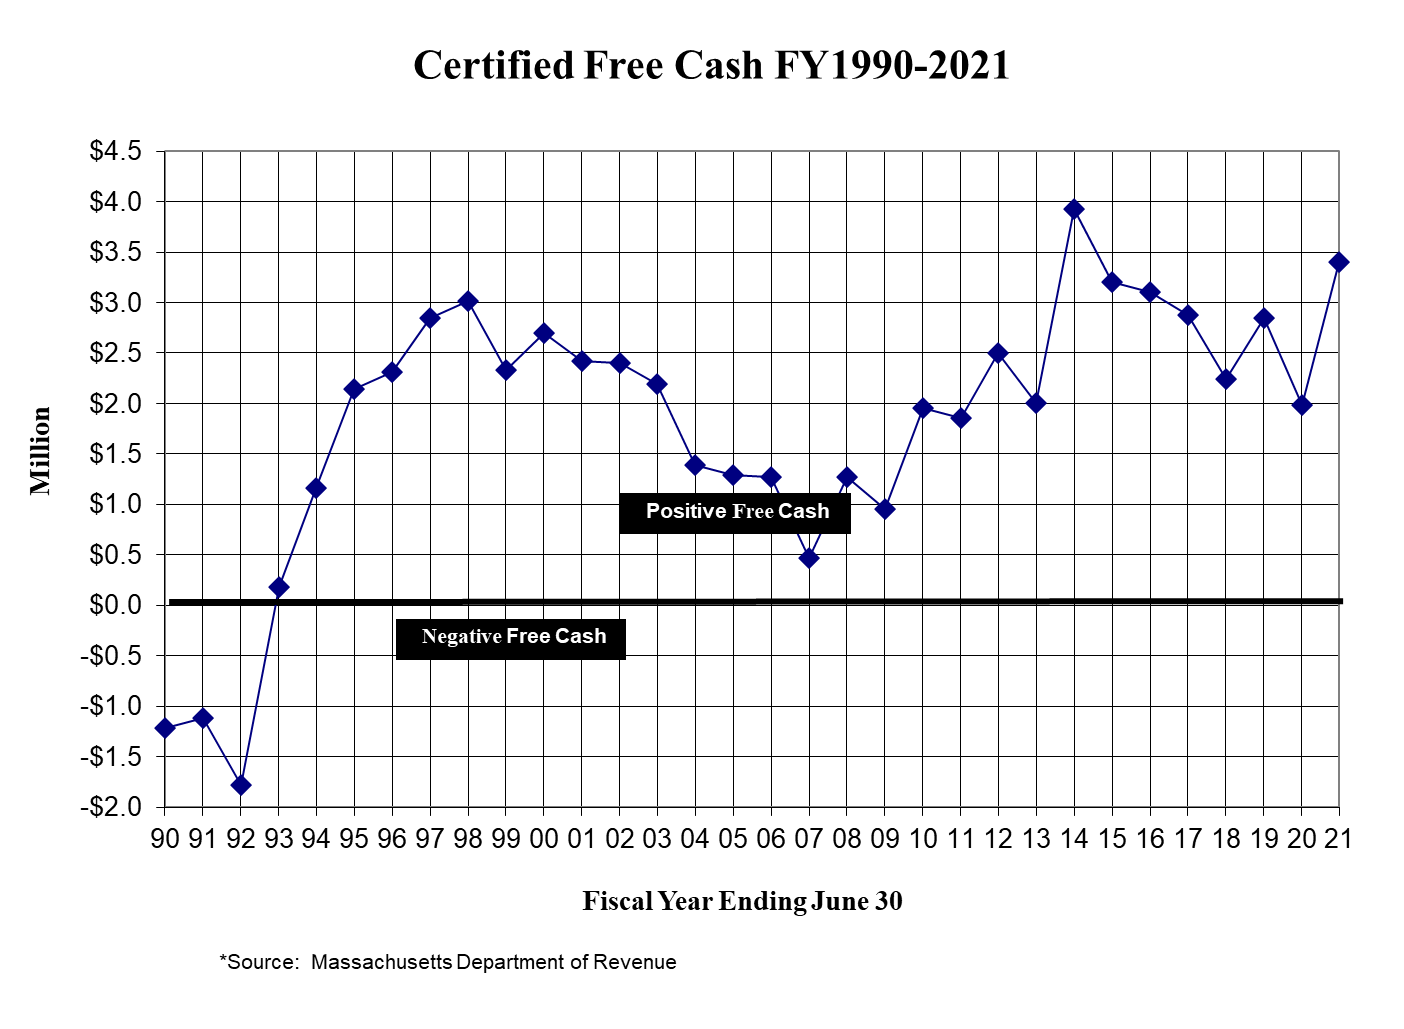 Certified Free Cash FY1990-2021
$4.5
$4.0
$3.5
$3.0
$2.5
$2.0
$1.5
$1.0
$0.5
$0.0
-$0.5
-$1.0
-$1.5
-$2.0
Million
Positive Free Cash
Negative Free Cash
90 91 92 93 94 95 96 97 98 99 00 01 02 03 04 05 06 07 08 09 10 11 12 13 14 15 16 17 18 19 20 21
Fiscal Year Ending June 30
*Source: Massachusetts Department of Revenue